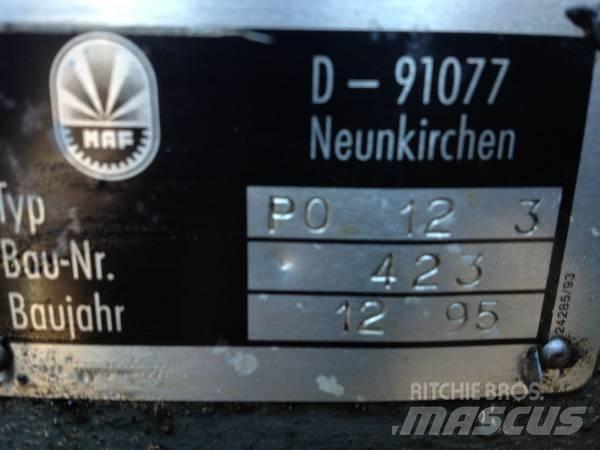 NAF
D – 91077
Neunkirchen
Typ PO 12 3
Bau-Nr. 423
Baujahr 12 95
24285/93
RITCHIE BROS.
MASCUS